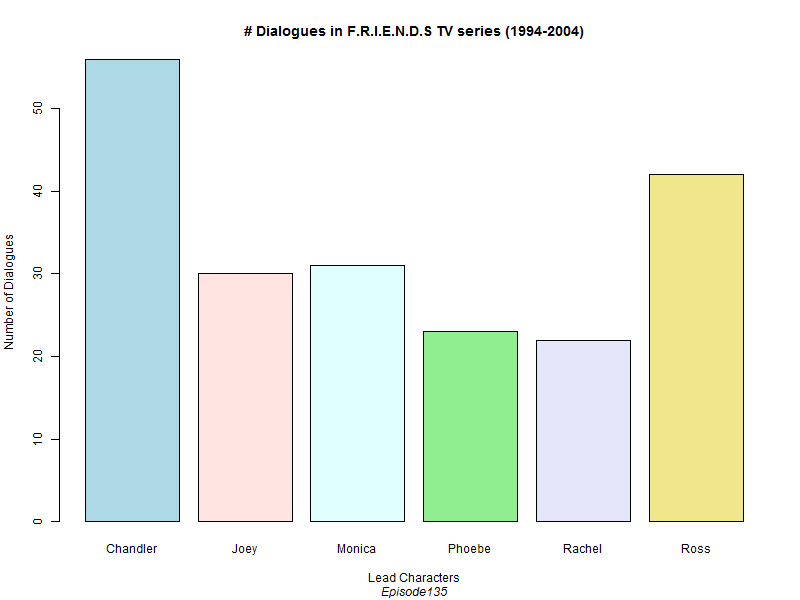 # Dialogues in F.R.I.E.N.D.S TV series (1994-2004)
Number of Dialogues
50
40
30
20
10
0
Chandler Joey Monica Phoebe Rachel Ross
Lead Characters
Episode135